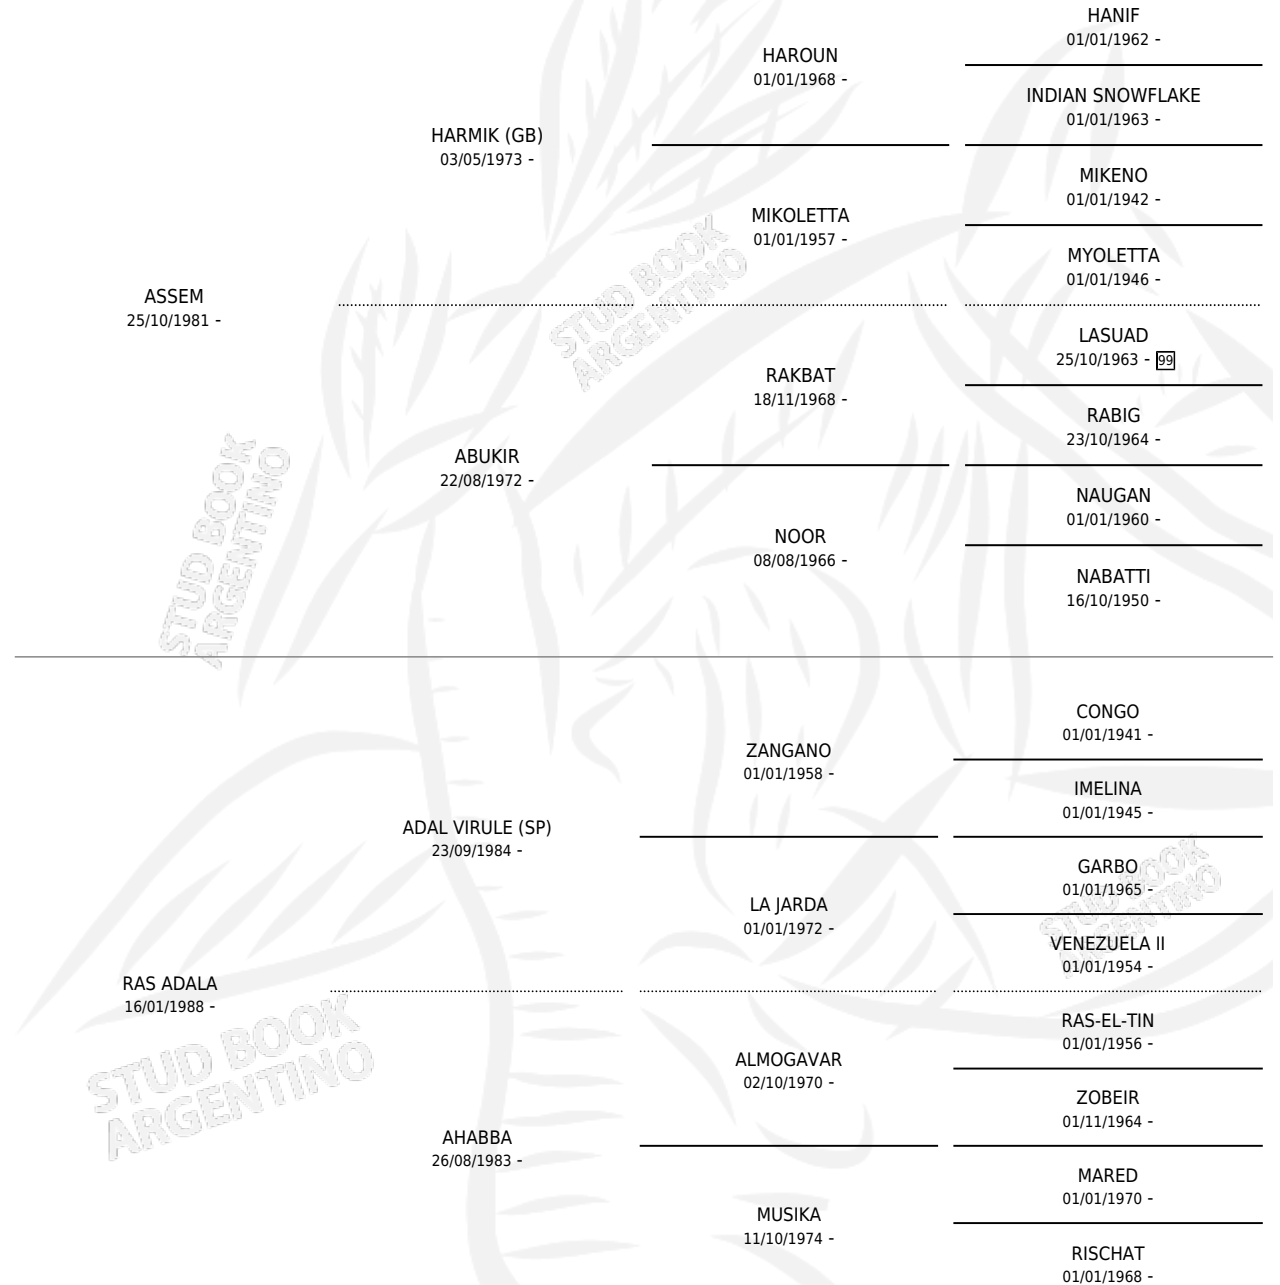 HANIF
01/01/1962 -
HAROUN
01/01/1968 -
INDIAN SNOWFLAKE
01/01/1963 -
HARMIK (GB)
03/05/1973 -
MIKENO
01/01/1942 -
MIKOLETTA
01/01/1957 -
MYOLETTA
01/01/1946 -
ASSEM
25/10/1981 -
LASUAD
25/10/1963 - 99
RAKBAT
18/11/1968 -
RABIG
23/10/1964 -
ABUKIR
22/08/1972 -
NAUGAN
01/01/1960 -
NOOR
08/08/1966 -
NABATTI
16/10/1950 -
CONGO
01/01/1941 -
ZANGANO
01/01/1958 -
IMELINA
01/01/1945 -
ADAL VIRULE (SP)
23/09/1984 -
GARBO
01/01/1965 -
LA JARDA
01/01/1972 -
VENEZUELA II
01/01/1954 -
RAS ADALA
16/01/1988 -
RAS-EL-TIN
01/01/1956 -
ALMOGAVAR
02/10/1970 -
ZOBEIR
01/11/1964 -
AHABBA
26/08/1983 -
MARED
01/01/1970 -
MUSIKA
11/10/1974 -
RISCHAT
01/01/1968 -
STUD BOOK
ARGENTINO
STUD BOOK
ARGENTINO
STUD BOOK
ARGENTINO
STUD BOOK
ARGENTINO